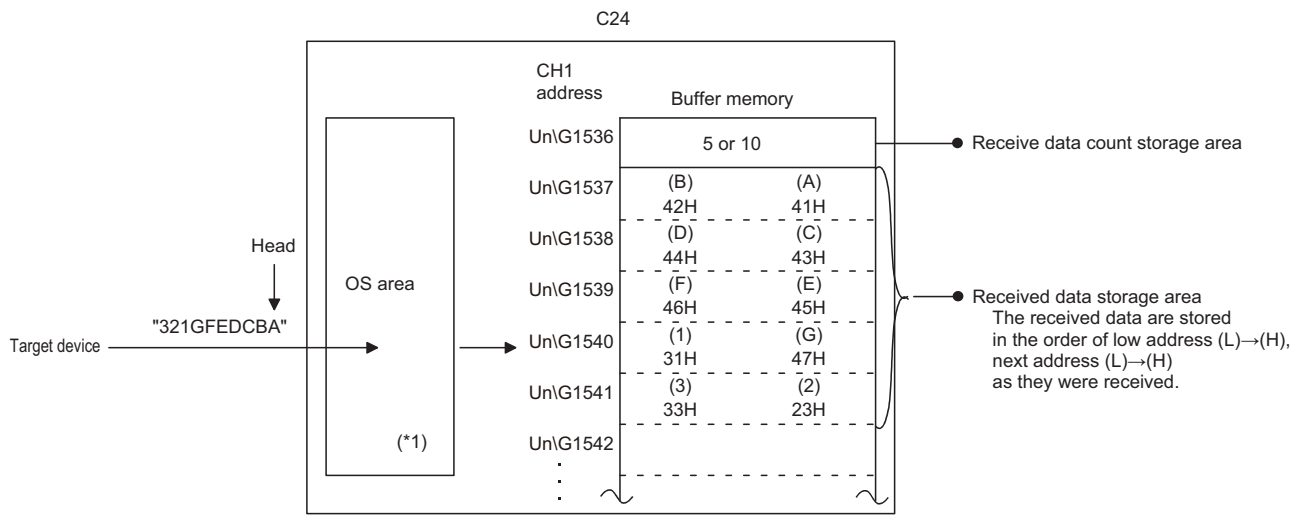 C24
CH1
address
Buffer memory
Un\G1536
5 or 10
Receive data count storage area
Un\G1537
(B)
(A)
42H
41H
Un\G1538
(D)
(C)
44H
43H
Head
OS area
Un\G1539
(F)
(E)
46H
45H
Received data storage area
The received data are stored
in the order of low address (L)→(H),
next address (L)→(H)
as they were received.
"321GFEDCBA"
Target device
Un\G1540
(1)
(G)
31H
47H
Un\G1541
(3)
(2)
33H
23H
(*1)
Un\G1542